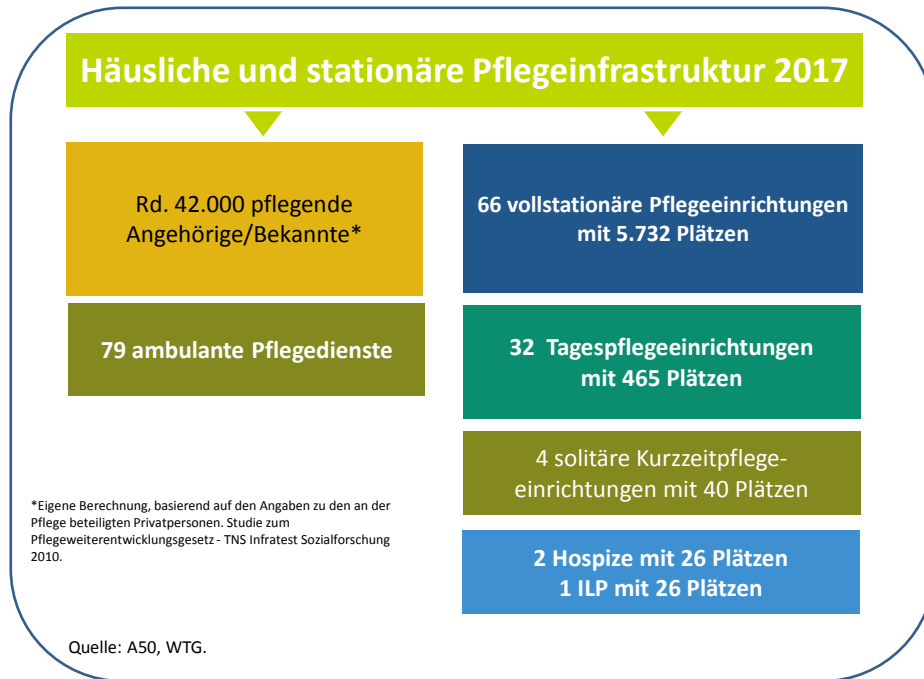 Häusliche und stationäre Pflegeinfrastruktur 2017
Rd. 42.000 pflegende
Angehörige/Bekannte*
79 ambulante Pflegedienste
*Eigene Berechnung, basierend auf den Angaben zu den an der
Pflege beteiligten Privatpersonen. Studie zum
Pflegeweiterentwicklungsgesetz - TNS Infratest Sozialforschung
2010.
66 vollstationäre Pflegeeinrichtungen
mit 5.732 Plätzen
32 Tagespflegeeinrichtungen
mit 465 Plätzen
4 solitäre Kurzzeitpflege-
einrichtungen mit 40 Plätzen
2 Hospize mit 26 Plätzen
1 ILP mit 26 Plätzen
Quelle: A50, WTG.